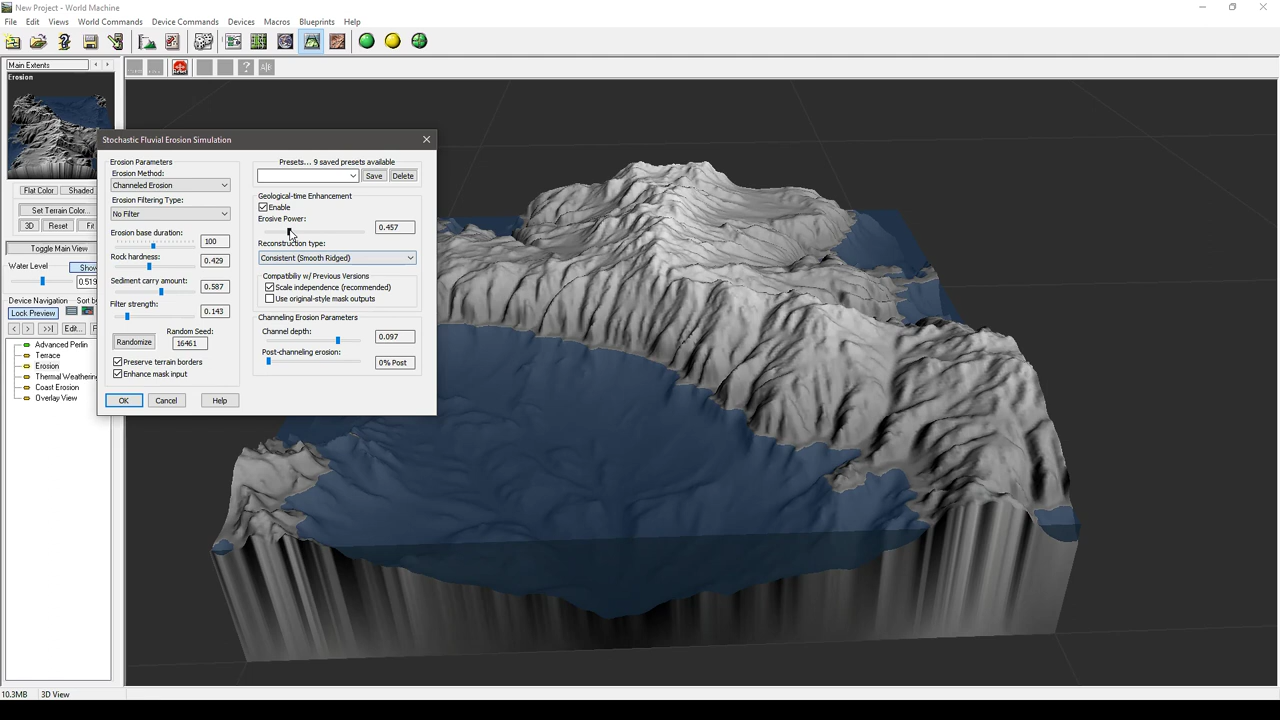 New Project - World Machine
File Edit Views World Commands Device Commands Devices Macros Blueprints Help
Main Extents
Erosion
Flat Color Shaded
Set Terrain Color...
3D Reset Fit
Toggle Main View
Water Level Show
0.519
Device Navigation Sort by
Lock Preview
Edit...
Advanced Perlin
Terrace
Erosion
Thermal Weathering
Coast Erosion
Overlay View
Stochastic Fluvial Erosion Simulation
Erosion Parameters
Erosion Method:
Channeled Erosion
Erosion Filtering Type:
No Filter
Erosion base duration:
100
Rock hardness:
0.429
Sediment carry amount:
0.587
Filter strength:
0.143
Random Seed:
Randomize 16461
Preserve terrain borders
Enhance mask input
OK Cancel Help
Presets... 9 saved presets available
Save Delete
Geological-time Enhancement
Enable
Erosive Power:
0.457
Reconstruction type:
Consistent (Smooth Ridged)
Compatibiliy w/ Previous Versions
Scale independence (recommended)
Use original-style mask outputs
Channeling Erosion Parameters
Channel depth:
0.097
Post-channeling erosion:
0% Post
10.3MB 3D View